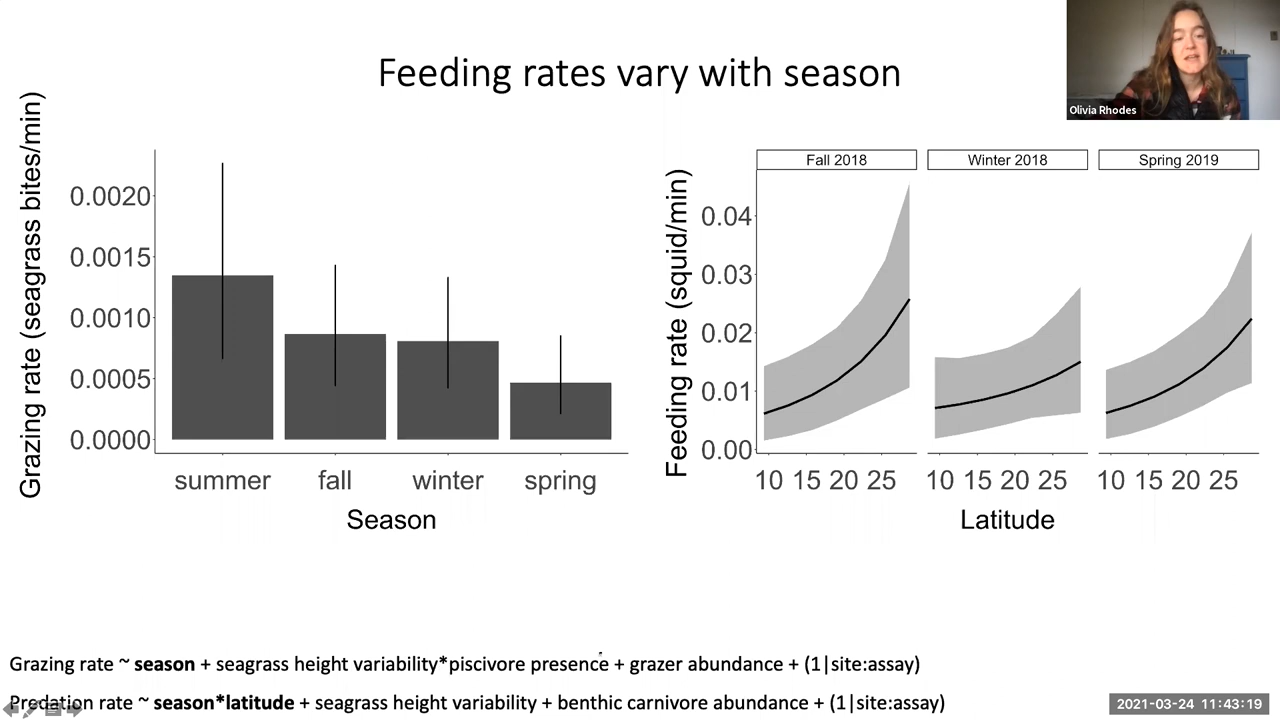 Feeding rates vary with season
Olivia Rhodes
Grazing rate (seagrass bites/min)
0.0020
0.0015
0.0010
0.0005
0.0000
summer fall winter spring
Season
Feeding rate (squid/min)
Fall 2018 Winter 2018 Spring 2019
0.04
0.03
0.02
0.01
0.00
10 15 20 25 10 15 20 25 10 15 20 25
Latitude
Grazing rate ~ season + seagrass height variability*piscivore presence + grazer abundance + (1|site:assay)
Predation rate ~ season*latitude + seagrass height variability + benthic carnivore abundance + (1|site:assay)
2021-03-24 11:43:19